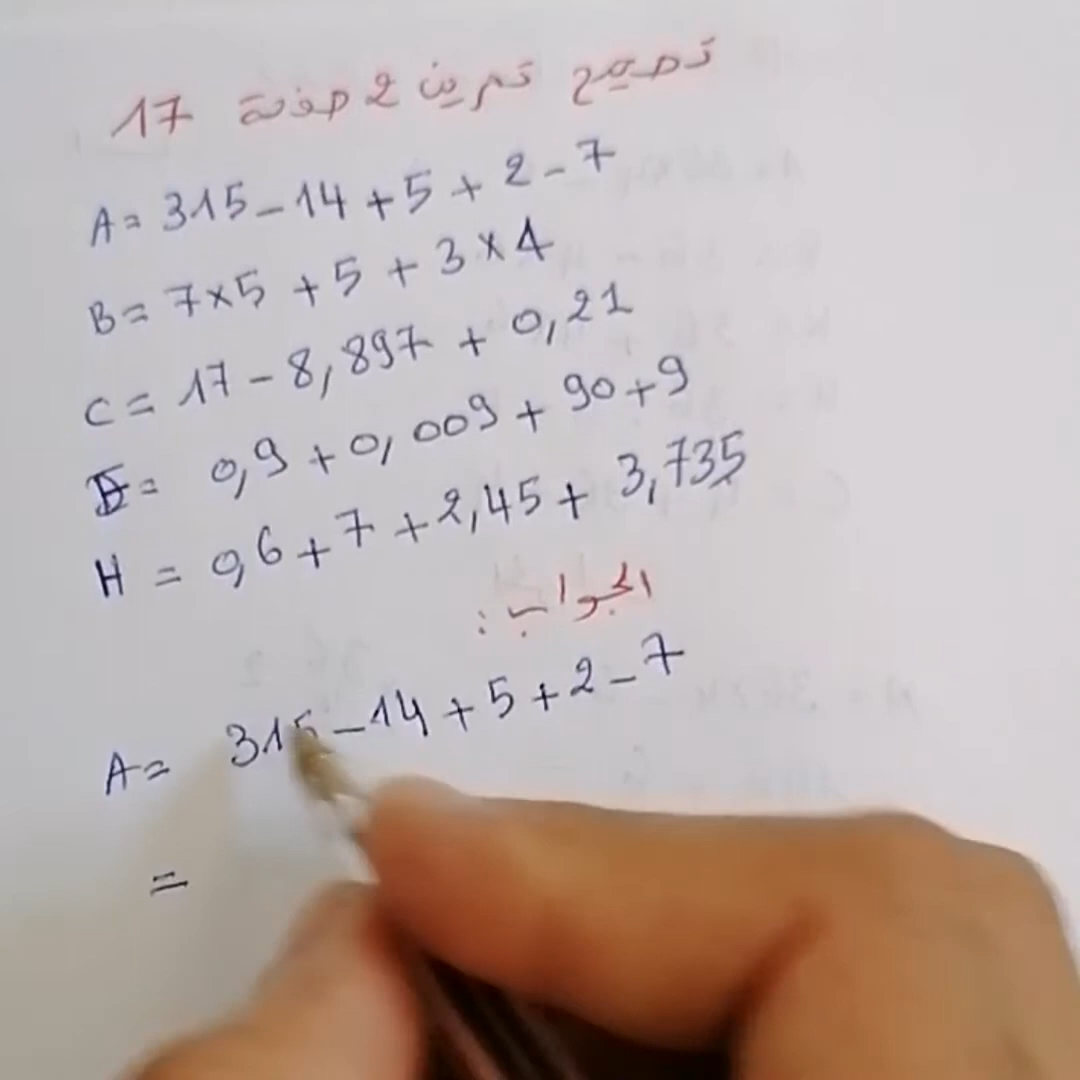 تصحيح تمرين 2 صفحة 17
A = 315 - 14 + 5 + 2 - 7
B = 7 × 5 + 5 + 3 × 4
C = 17 - 8,897 + 0,21
= 0,9 + 0,009 + 90 + 9
H = 0,6 + 7 + 2,45 + 3,735
الجواب :
A = 315 - 14 + 5 + 2 - 7
=